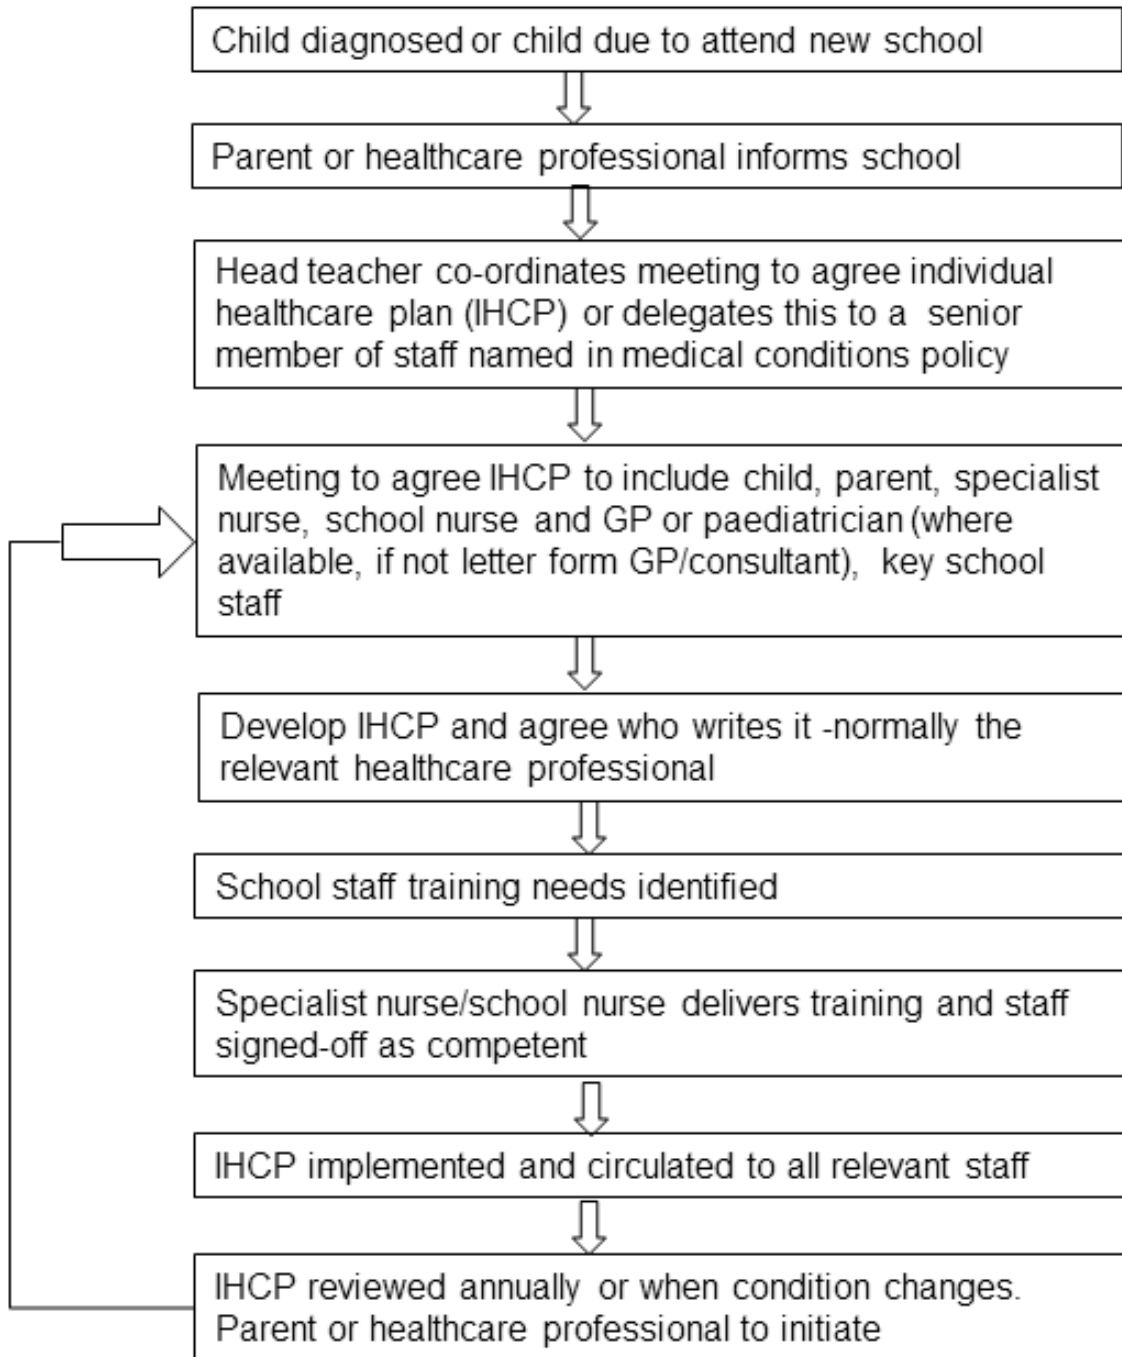 Child diagnosed or child due to attend new school
Parent or healthcare professional informs school
Head teacher co-ordinates meeting to agree individual
healthcare plan (IHCP) or delegates this to a senior
member of staff named in medical conditions policy
Meeting to agree IHCP to include child, parent, specialist
nurse, school nurse and GP or paediatrician (where
available, if not letter form GP/consultant), key school
staff
Develop IHCP and agree who writes it -normally the
relevant healthcare professional
School staff training needs identified
Specialist nurse/school nurse delivers training and staff
signed-off as competent
IHCP implemented and circulated to all relevant staff
IHCP reviewed annually or when condition changes.
Parent or healthcare professional to initiate